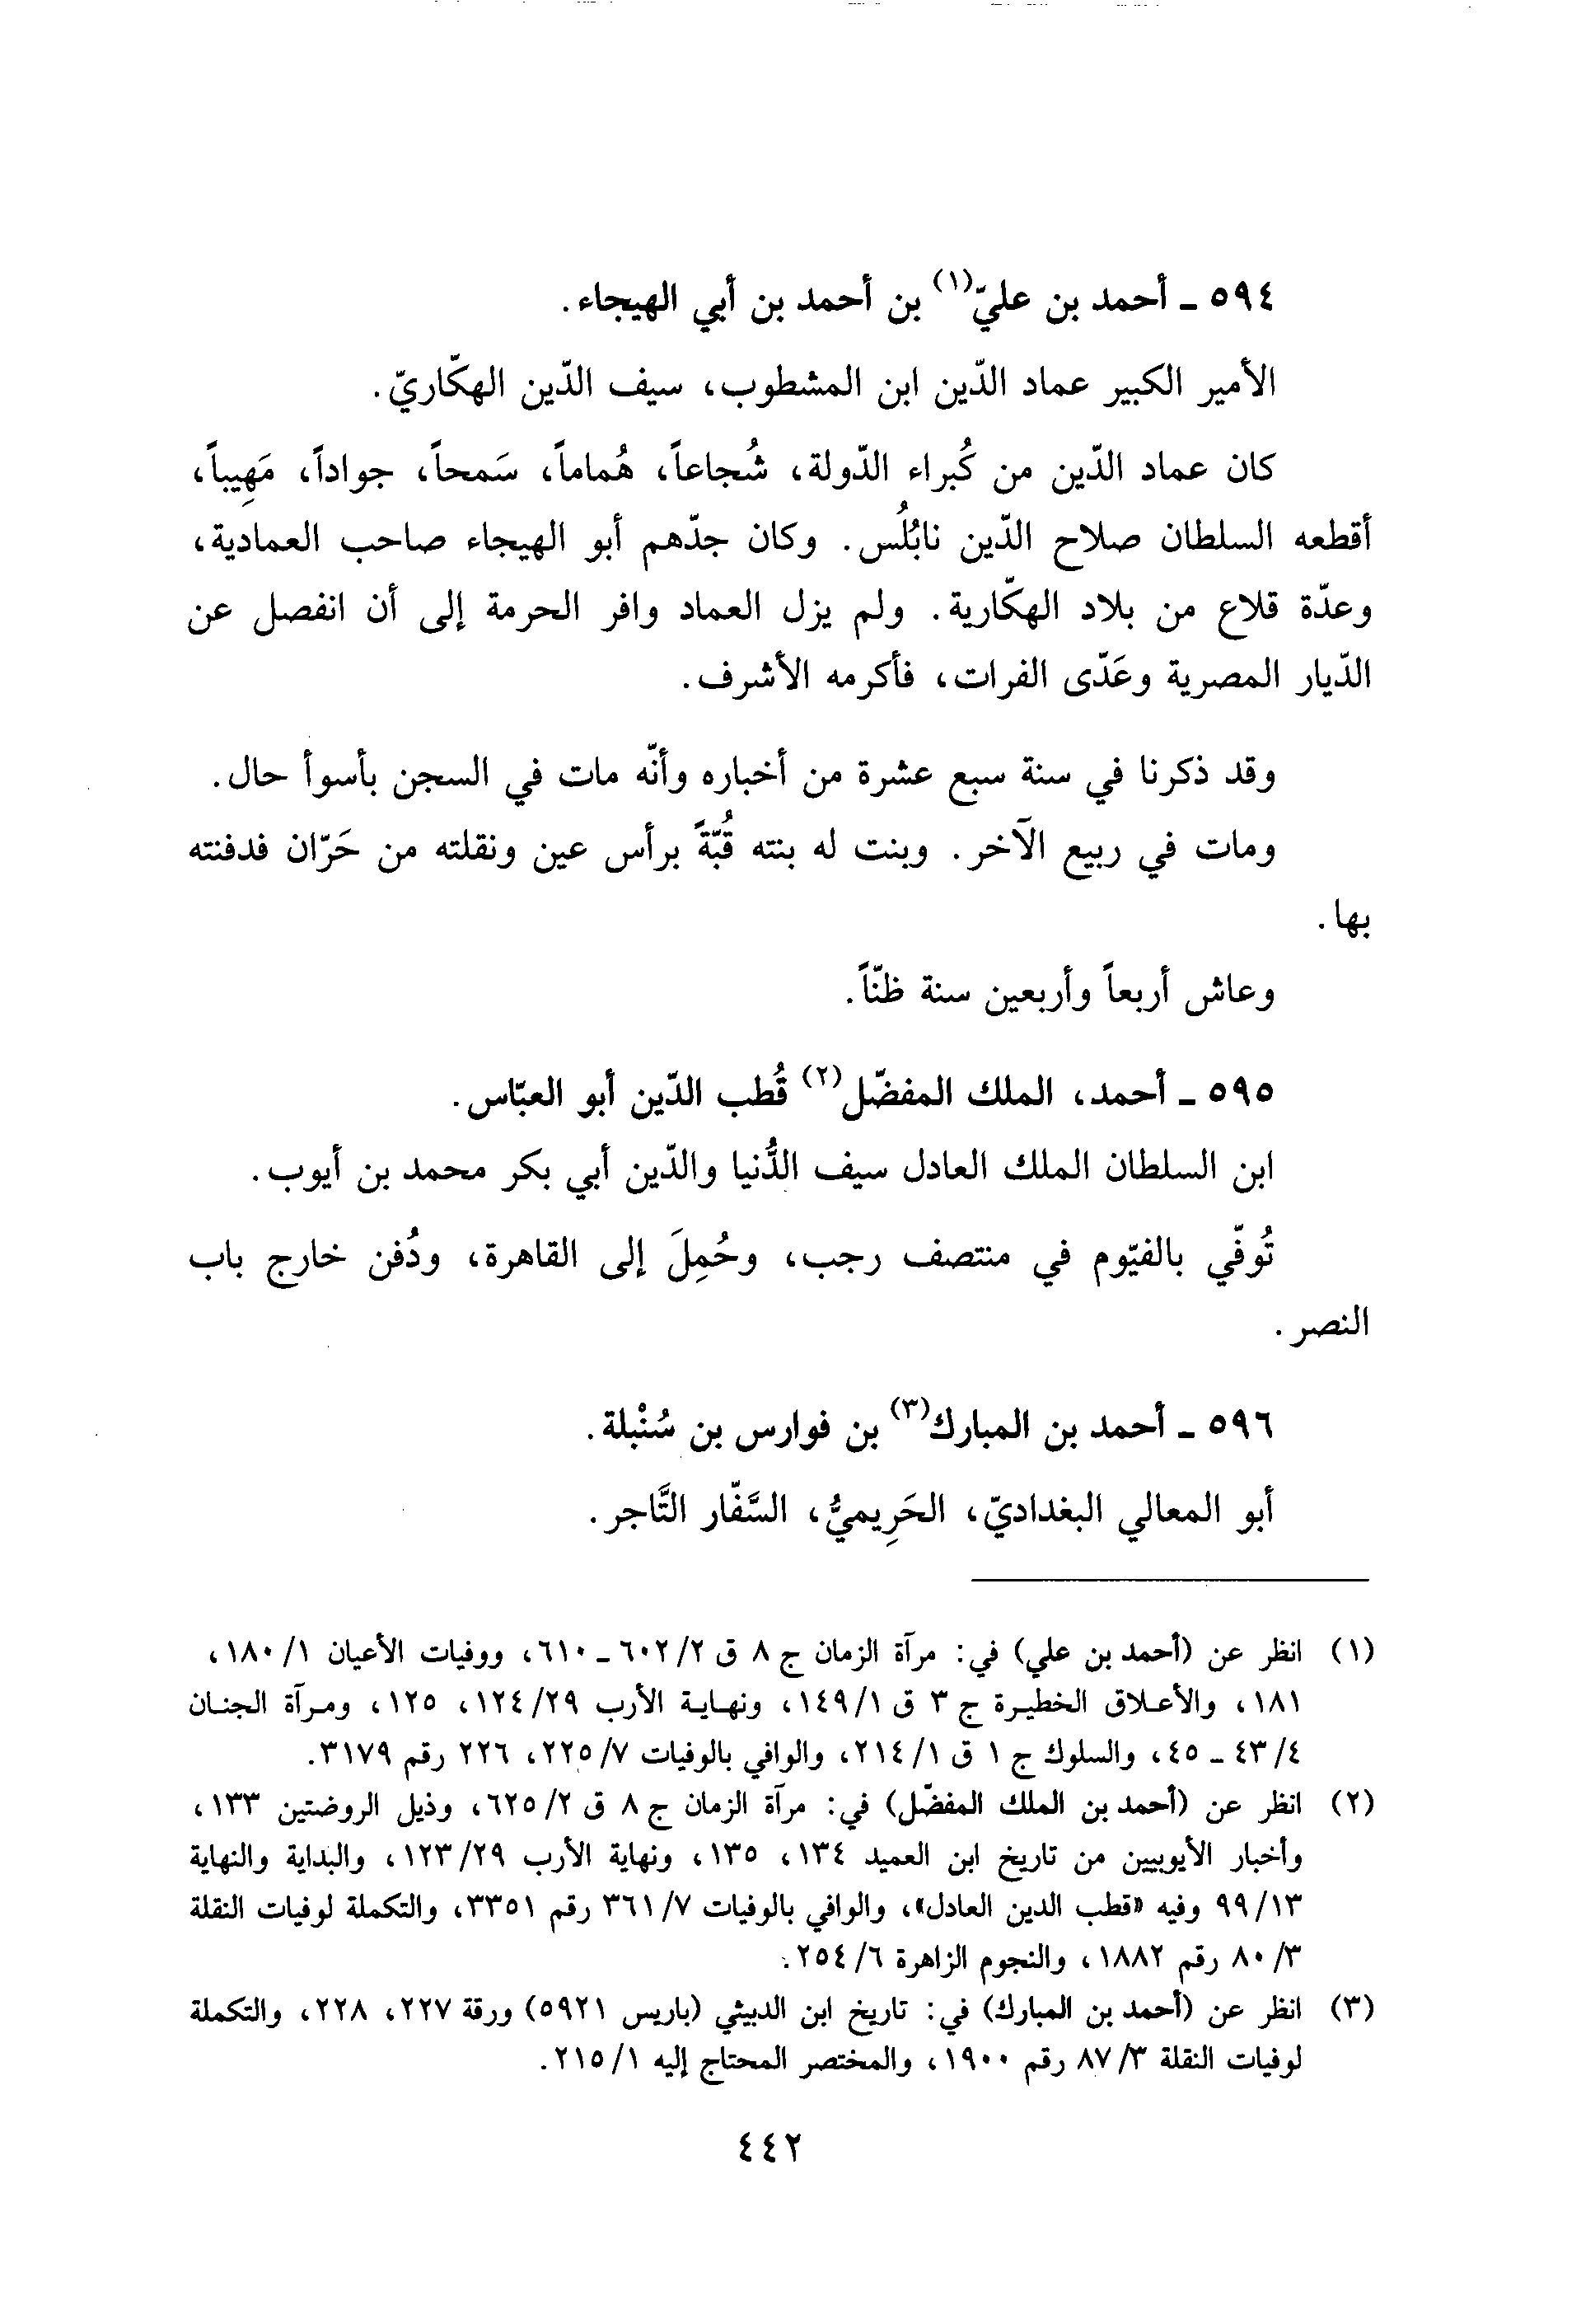 ٥٩٤ ـ أحمد بن عليّ(١) بن أحمد بن أبي الهيجاء.
الأمير الكبير عماد الدّين ابن المشطوب، سيف الدّين الهكّاريّ.
كان عماد الدّين من كُبراء الدّولة، شُجاعاً، هُماماً، سَمحاً، جواداً، مَهِيباً،
أقطعه السلطان صلاح الدّين نابُلُس. وكان جدّهم أبو الهيجاء صاحب العمادية،
وعدّة قلاع من بلاد الهكّارية. ولم يزل العماد وافر الحرمة إلى أن انفصل عن
الدّيار المصرية وعَدّى الفرات، فأكرمه الأشرف.
وقد ذكرنا في سنة سبع عشرة من أخباره وأنّه مات في السجن بأسوأ حال.
ومات في ربيع الآخر. وبنت له بنته قُبّةً برأس عين ونقلته من حَرّان فدفنته
بها.
وعاش أربعاً وأربعين سنة ظنّاً.
٥٩٥ ـ أحمد، الملك المفضّل(٢) قُطب الدّين أبو العبّاس.
ابن السلطان الملك العادل سيف الدُّنيا والدّين أبي بكر محمد بن أيوب.
تُوفّي بالفيّوم في منتصف رجب، وحُمِلَ إلى القاهرة، ودُفن خارج باب
النصر.
٥٩٦ ـ أحمد بن المبارك(٣) بن فوارس بن سُنْبلة.
أبو المعالي البغداديّ، الحَرِيميُّ، السَّفّار التَّاجر.
(١) انظر عن (أحمد بن علي) في: مرآة الزمان ج ٨ ق ٢/ ٦٠٢ ـ ٦١٠، ووفيات الأعيان ١/ ١٨٠،
١٨١، والأعلاق الخطيرة ج ٣ ق ١/ ١٤٩، ونهاية الأرب ٢٩/ ١٢٤، ١٢٥، ومرآة الجنان
٤/ ٤٣ ـ ٤٥، والسلوك ج ١ ق ١/ ٢١٤، والوافي بالوفيات ٧/ ٢٢٥، ٢٢٦ رقم ٣١٧٩.
(٢) انظر عن (أحمد بن الملك المفضّل) في: مرآة الزمان ج ٨ ق ٢/ ٦٢٥، وذيل الروضتين ١٣٣،
وأخبار الأيوبيين من تاريخ ابن العميد ١٣٤، ١٣٥، ونهاية الأرب ٢٩/ ١٢٣، والبداية والنهاية
١٣/ ٩٩ وفيه «قطب الدين العادل»، والوافي بالوفيات ٧/ ٣٦١ رقم ٣٣٥١، والتكملة لوفيات النقلة
٣/ ٨٠ رقم ١٨٨٢، والنجوم الزاهرة ٦/ ٢٥٤.
(٣) انظر عن (أحمد بن المبارك) في: تاريخ ابن الدبيثي (باريس ٥٩٢١) ورقة ٢٢٧، ٢٢٨، والتكملة
لوفيات النقلة ٣/ ٨٧ رقم ١٩٠٠، والمختصر المحتاج إليه ١/ ٢١٥.
٤٤٢